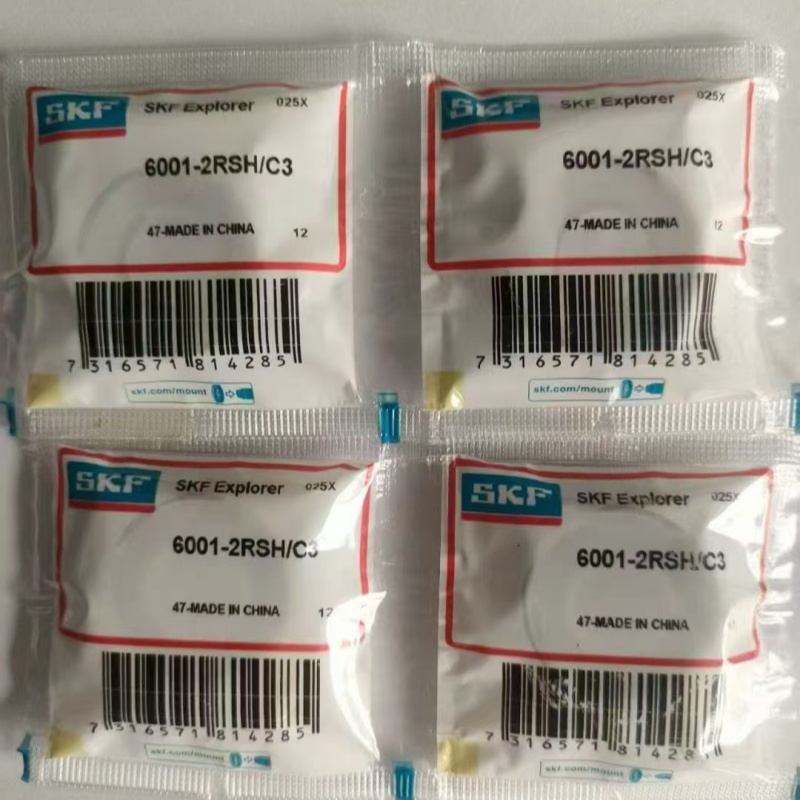 SKF SKF Explorer 025X
6001-2RSH/C3
47-MADE IN CHINA 12
7 316571 814285
skf.com/mount
SKF SKF Explorer 025X
6001-2RSH/C3
47-MADE IN CHINA 12
7 316571 814285
skf.com/mount
SKF SKF Explorer 025X
6001-2RSH/C3
47-MADE IN CHINA 12
7 316571 814285
skf.com/mount
SKF SKF Explorer 025X
6001-2RSH/C3
47-MADE IN CHINA
7 316571 81428
skf.com/mount